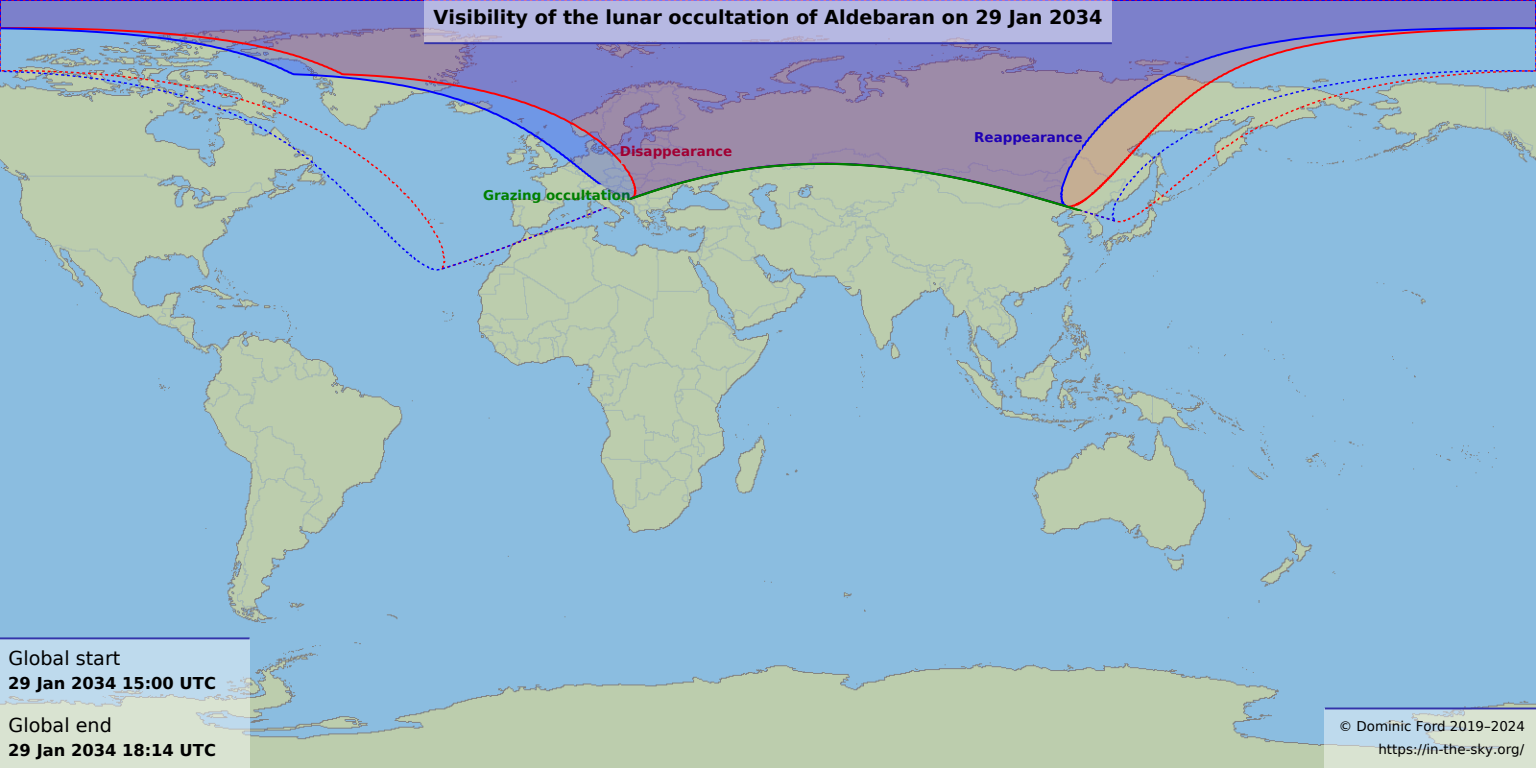 Visibility of the lunar occultation of Aldebaran on 29 Jan 2034
Reappearance
Disappearance
Grazing occultation
Global start
29 Jan 2034 15:00 UTC
Global end
29 Jan 2034 18:14 UTC
© Dominic Ford 2019–2024
https://in-the-sky.org/